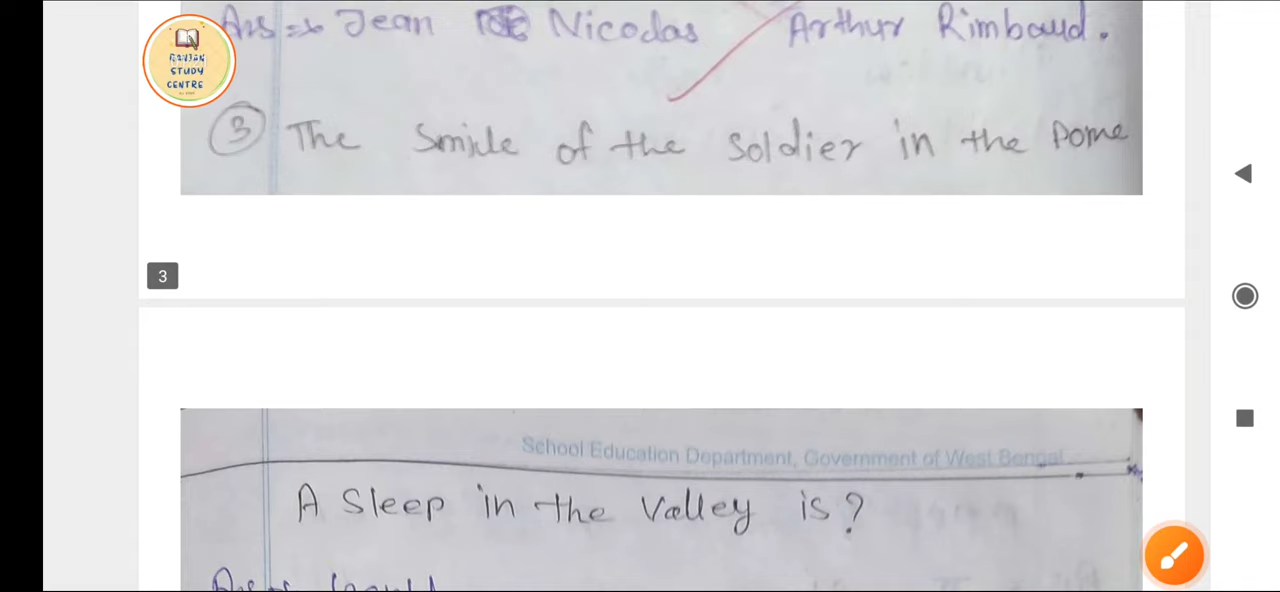 Ans => Jean Nicodas Arthur Rimbaud.
RANJAN
STUDY
CENTRE
3 The Smile of the Soldier in the Pome
3
School Education Department, Government of West Bengal
A Sleep in the Valley is?